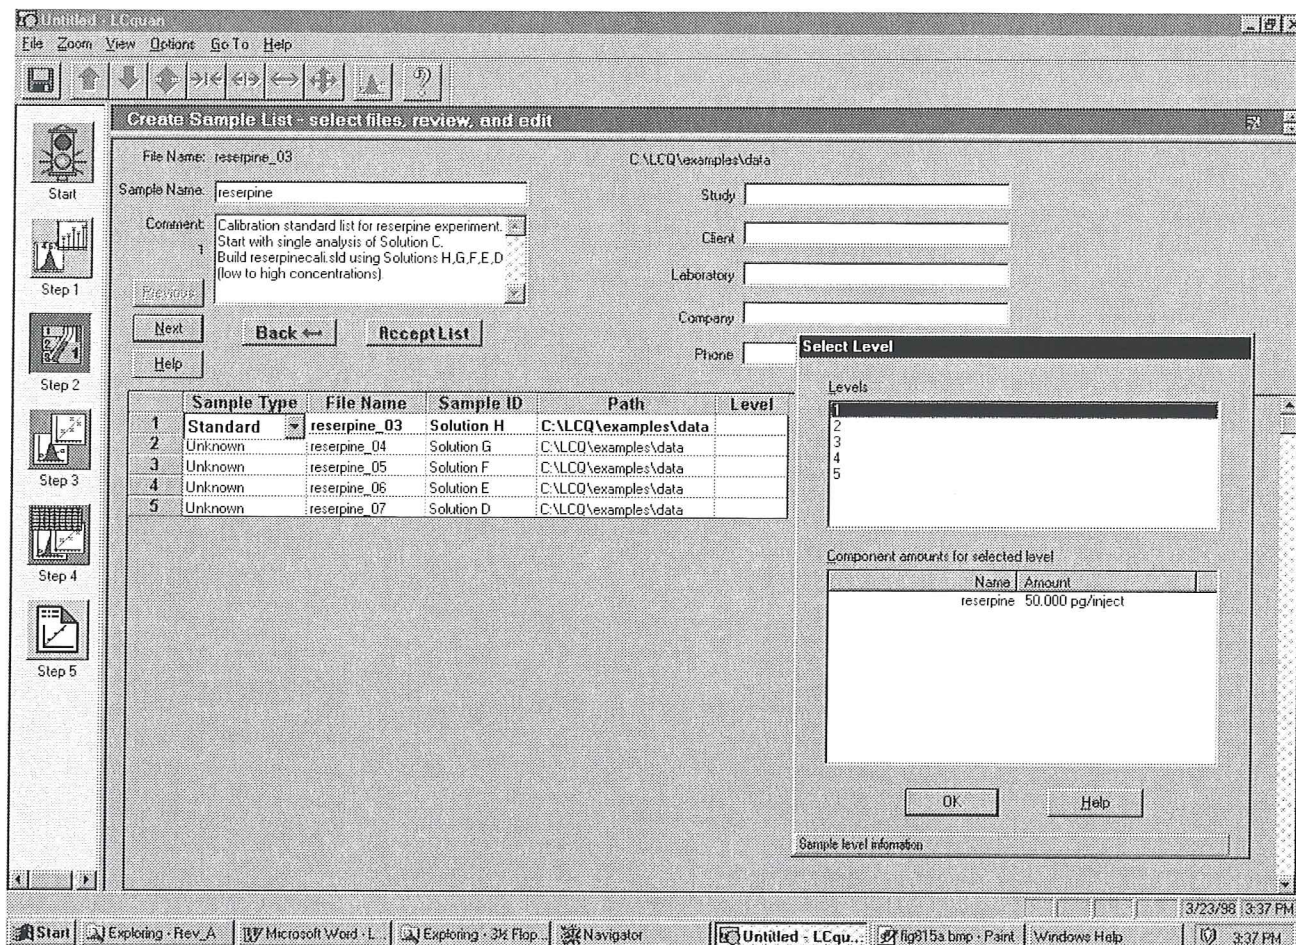 Untitled - LCquan
File Zoom View Options Go To Help
Create Sample List - select files, review, and edit
File Name: reserpine_03
C:\LCQ\examples\data
Sample Name: reserpine
Study
Comment: Calibration standard list for reserpine experiment.
1
Start with single analysis of Solution C.
Build reserpinecali.sld using Solutions H,G,F,E,D
(low to high concentrations)
Client
Laboratory
Company
Phone
Previous
Next
Back
Accept List
Help
Start
Step 1
Step 2
Step 3
Step 4
Step 5
Sample Type File Name Sample ID Path Level
1 Standard reserpine_03 Solution H C:\LCQ\examples\data
2 Unknown reserpine_04 Solution G C:\LCQ\examples\data
3 Unknown reserpine_05 Solution F C:\LCQ\examples\data
4 Unknown reserpine_06 Solution E C:\LCQ\examples\data
5 Unknown reserpine_07 Solution D C:\LCQ\examples\data
Select Level
Levels
1
2
3
4
5
Component amounts for selected level
Name Amount
reserpine 50.000 pg/inject
OK Help
Sample level infomation
3/23/98 3:37 PM
Start Exploring - Rev_A Microsoft Word - L Exploring - 3½ Flop... Navigator Untitled - LCqu... fig815a.bmp - Paint Windows Help 3:37 PM